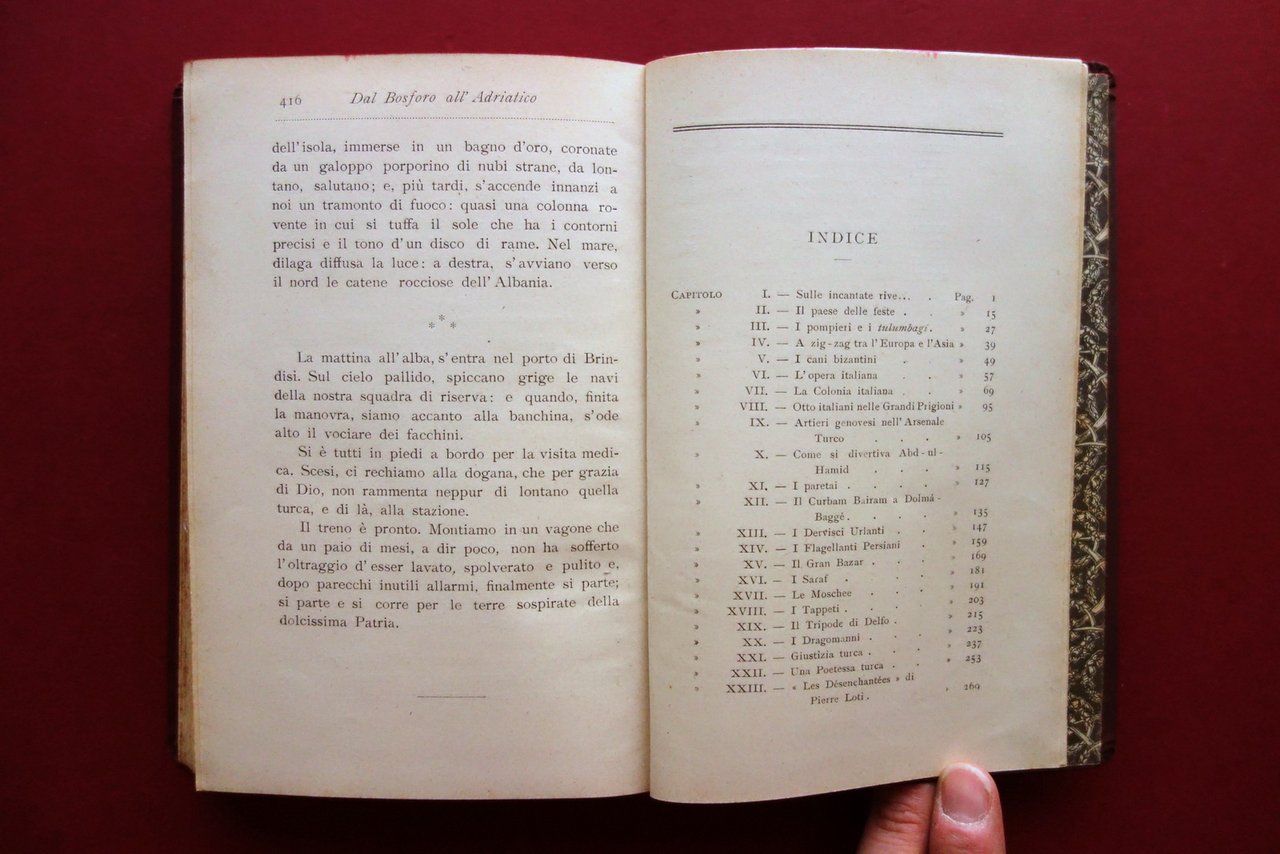 416 Dal Bosforo all'Adriatico
dell'isola, immerse in un bagno d'oro, coronate
da un galoppo porporino di nubi strane, da lon-
tano, salutano; e, più tardi, s'accende innanzi a
noi un tramonto di fuoco: quasi una colonna ro-
vente in cui si tuffa il sole che ha i contorni
precisi e il tono d'un disco di rame. Nel mare,
dilaga diffusa la luce: a destra, s'avviano verso
il nord le catene rocciose dell'Albania.
* * *
La mattina all'alba, s'entra nel porto di Brin-
disi. Sul cielo pallido, spiccano grige le navi
della nostra squadra di riserva: e quando, finita
la manovra, siamo accanto alla banchina, s'ode
alto il vociare dei facchini.
Si è tutti in piedi a bordo per la visita medi-
ca. Scesi, ci rechiamo alla dogana, che per grazia
di Dio, non rammenta neppur di lontano quella
turca, e di là, alla stazione.
Il treno è pronto. Montiamo in un vagone che
da un paio di mesi, a dir poco, non ha sofferto
l'oltraggio d'esser lavato, spolverato e pulito e,
dopo parecchi inutili allarmi, finalmente si parte;
si parte e si corre per le terre sospirate della
dolcissima Patria.
INDICE
CAPITOLO I. — Sulle incantate rive... . Pag. 1
» II. — Il paese delle feste . . » 15
» III. — I pompieri e i tulumbagi. » 27
» IV. — A zig-zag tra l'Europa e l'Asia » 39
» V. — I cani bizantini . . » 49
» VI. — L'opera italiana . . » 57
» VII. — La Colonia italiana . . » 69
» VIII. — Otto italiani nelle Grandi Prigioni » 95
» IX. — Artieri genovesi nell'Arsenale
Turco . . . » 105
» X. — Come si divertiva Abd-ul-
Hamid . . . » 115
» XI. — I paretai . . . . » 127
» XII. — Il Curbam Bairam a Dolmá-
Baggé. . . . » 135
» XIII. — I Dervisci Urlanti . . » 147
» XIV. — I Flagellanti Persiani . » 159
» XV. — Il Gran Bazar . . . » 169
» XVI. — I Saraf . . . . » 181
» XVII. — Le Moschee . . . » 191
» XVIII. — I Tappeti . . . . » 203
» XIX. — Il Tripode di Delfo . . » 215
» XX. — I Dragomanni . . . » 223
» XXI. — Giustizia turca . . . » 237
» XXII. — Una Poetessa turca . . » 253
» XXIII. — « Les Désenchantées » di
Pierre Loti . » 269